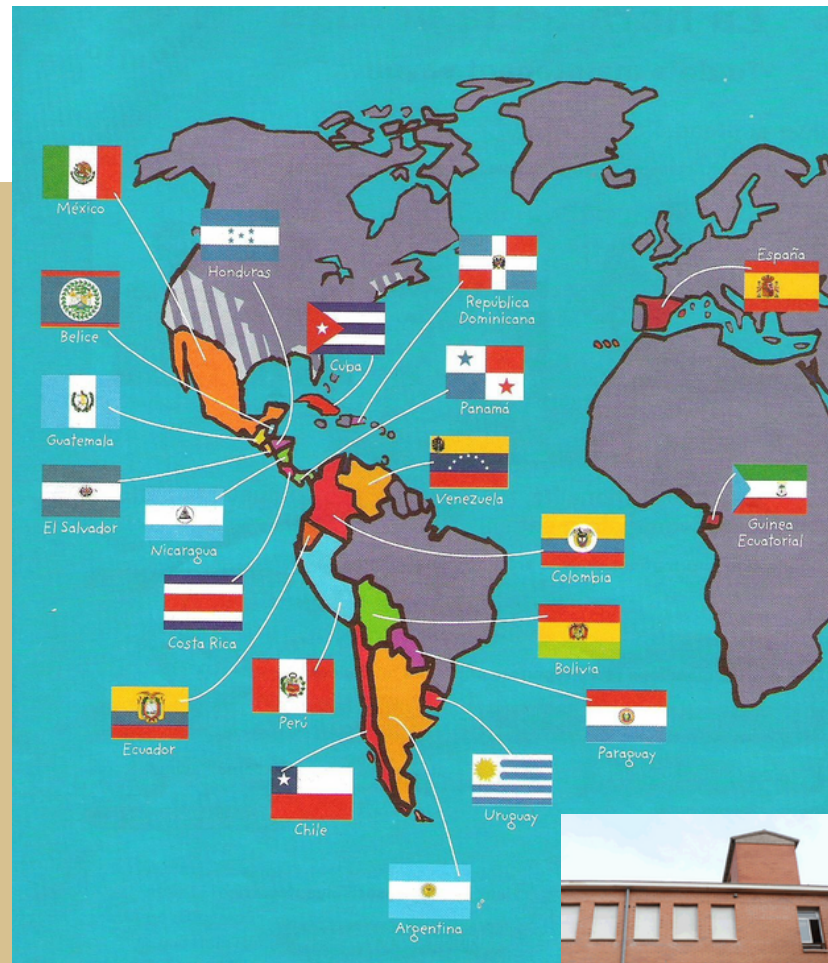 México
Honduras
España
República
Dominicana
Belice
Cuba
Panamá
Guatemala
Venezuela
El Salvador
Nicaragua
Guinea
Ecuatorial
Colombia
Costa Rica
Bolivia
Perú
Ecuador
Paraguay
Uruguay
Chile
Argentina